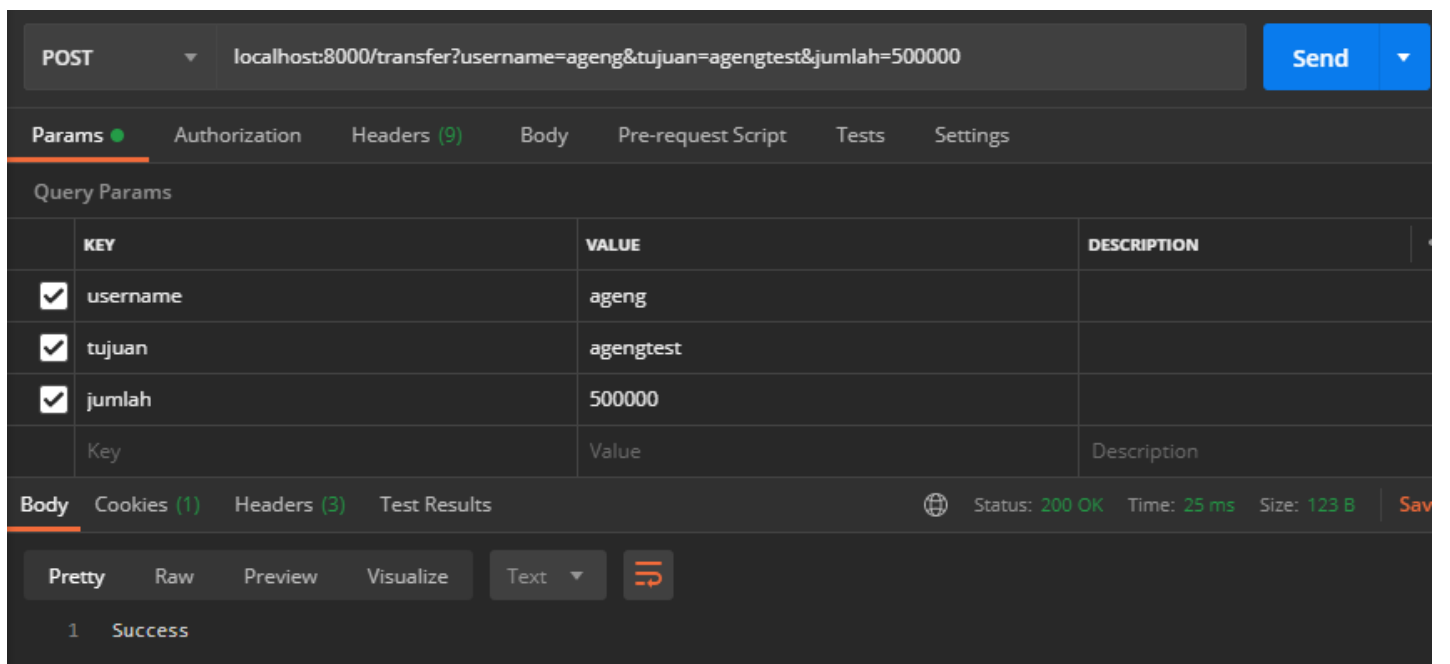 POST localhost:8000/transfer?username=ageng&tujuan=agengtest&jumlah=500000 Send
Params Authorization Headers (9) Body Pre-request Script Tests Settings
Query Params
KEY VALUE DESCRIPTION
username ageng
tujuan agengtest
jumlah 500000
Key Value Description
Body Cookies (1) Headers (3) Test Results Status: 200 OK Time: 25 ms Size: 123 B Sav
Pretty Raw Preview Visualize Text
1 Success